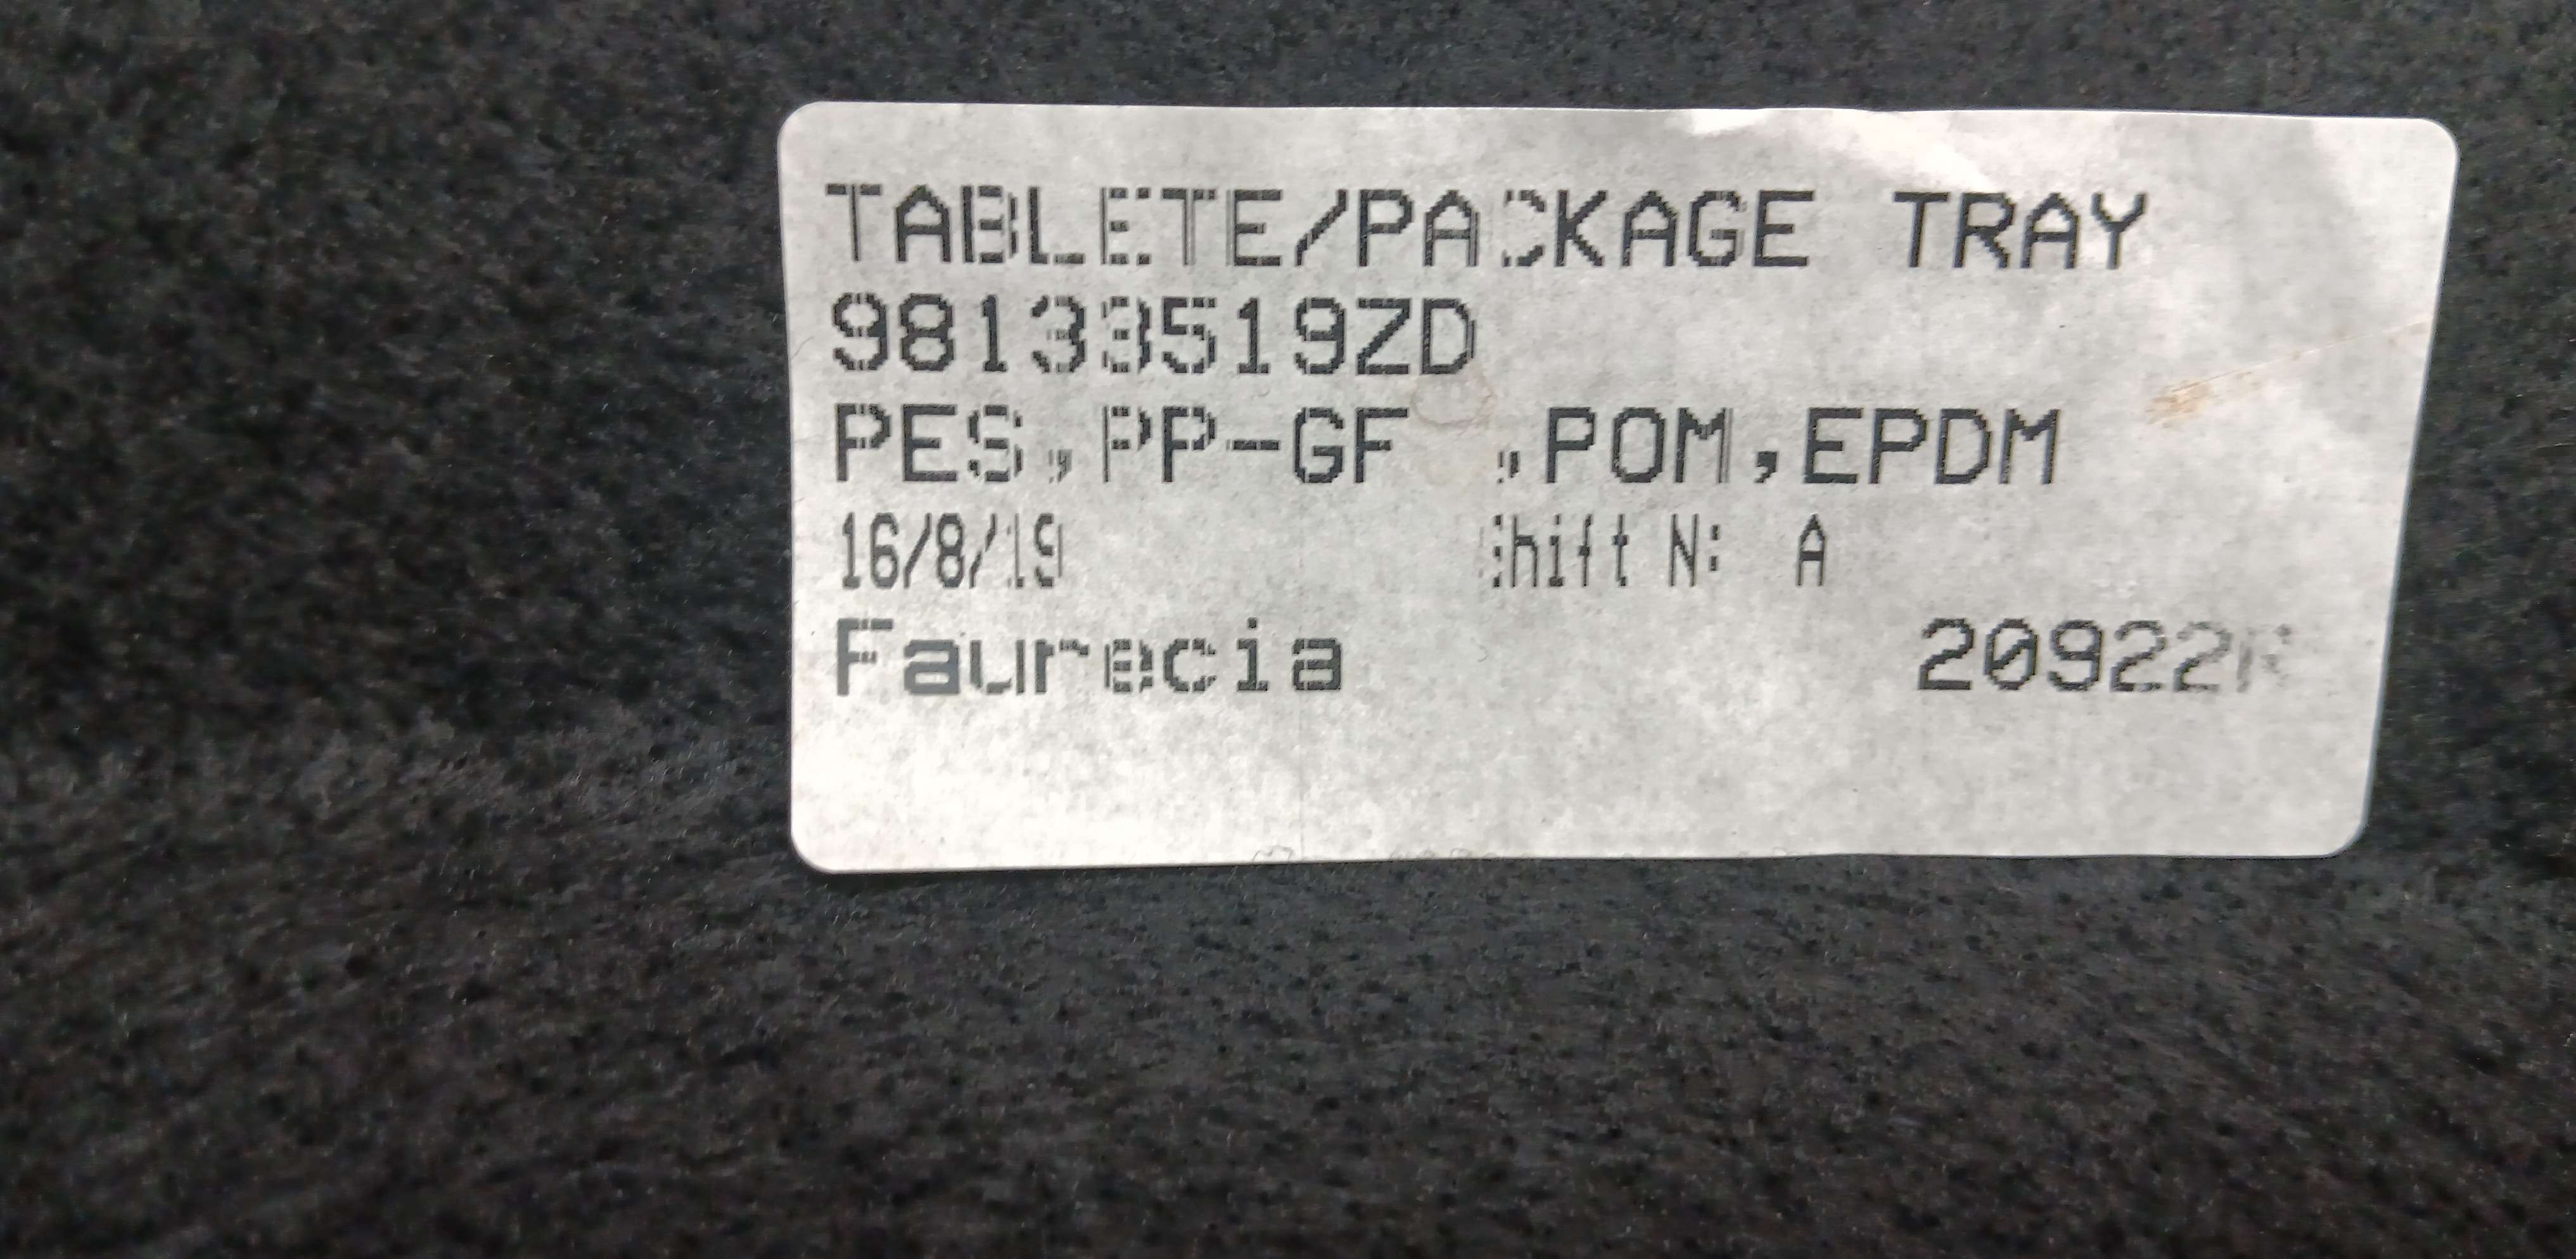 TABLETE/PACKAGE TRAY
98133519ZD
PES,PP-GF ,POM,EPDM
16/8/19 Shift N: A
Faurecia